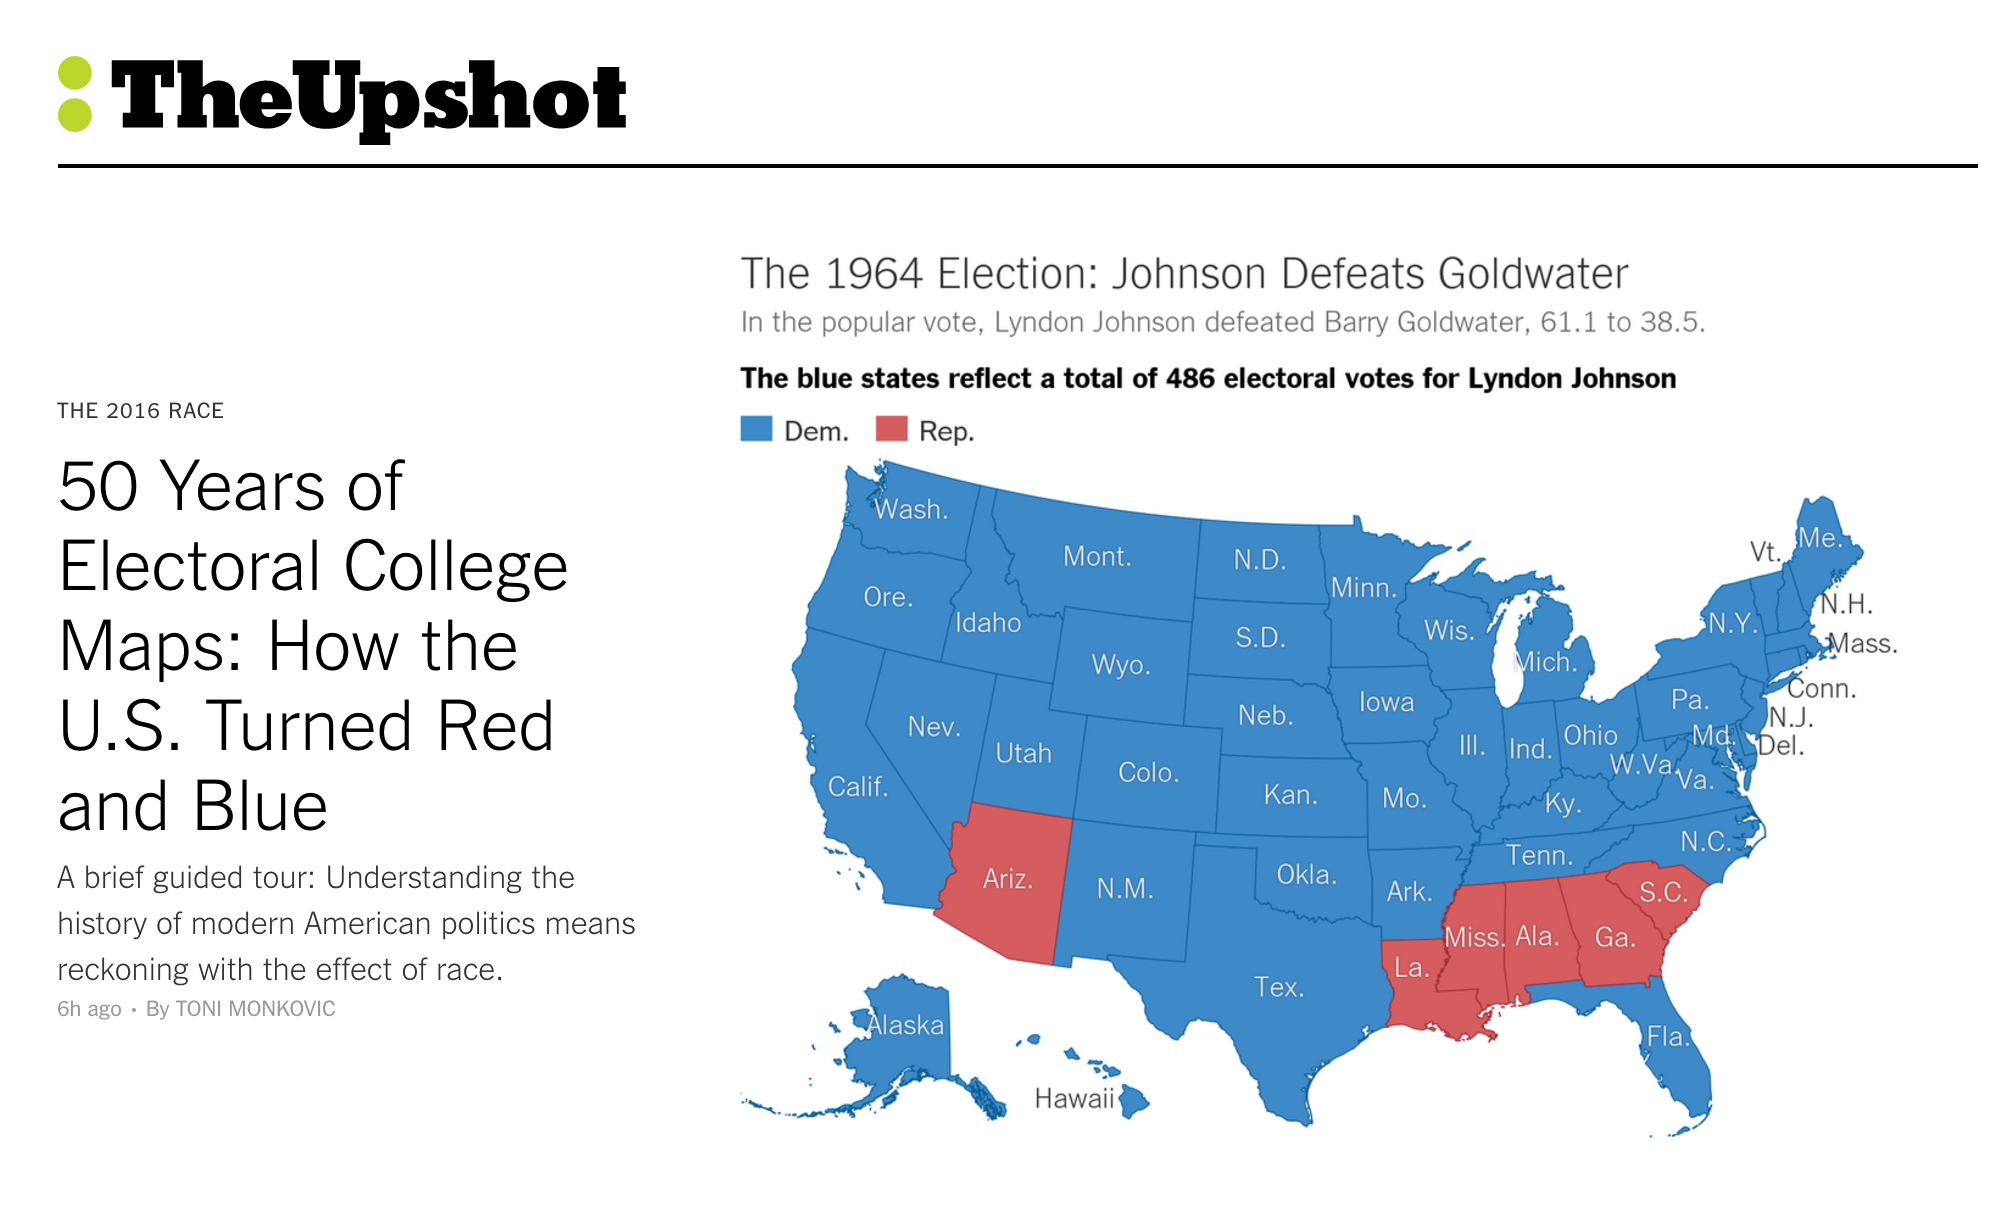 TheUpshot
THE 2016 RACE
50 Years of
Electoral College
Maps: How the
U.S. Turned Red
and Blue
A brief guided tour: Understanding the
history of modern American politics means
reckoning with the effect of race.
6h ago • By TONI MONKOVIC
The 1964 Election: Johnson Defeats Goldwater
In the popular vote, Lyndon Johnson defeated Barry Goldwater, 61.1 to 38.5.
The blue states reflect a total of 486 electoral votes for Lyndon Johnson
Dem. Rep.
Wash.
Mont.
N.D.
Minn.
Vt.
Me.
Ore.
Idaho
S.D.
Wis.
Mich.
N.Y.
N.H.
Mass.
Wyo.
Iowa
Pa.
Conn.
Nev.
Neb.
Ill.
Ind.
Ohio
N.J.
Md.
Del.
Utah
Colo.
Calif.
Kan.
Mo.
Ky.
W.Va.
Va.
Ariz.
N.M.
Okla.
Ark.
Tenn.
N.C.
S.C.
Miss.
Ala.
Ga.
La.
Tex.
Fla.
Alaska
Hawaii